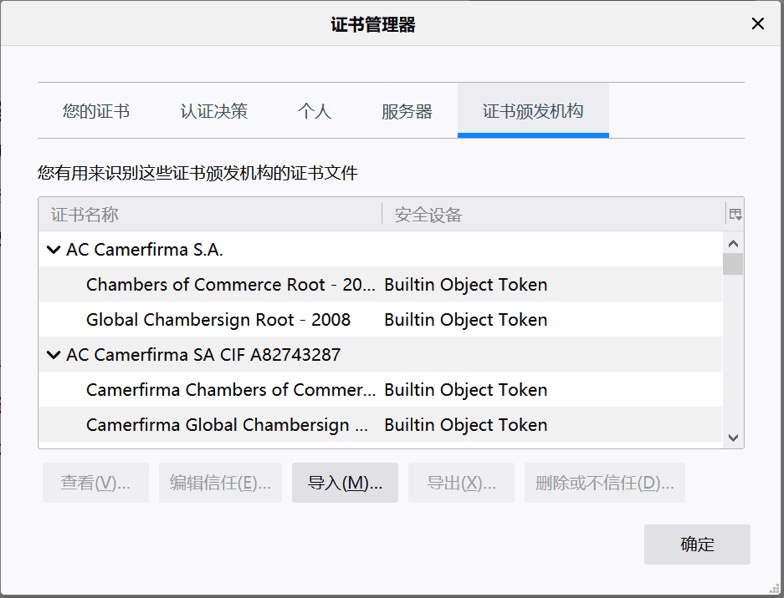 证书管理器
您的证书 认证决策 个人 服务器 证书颁发机构
您有用来识别这些证书颁发机构的证书文件
证书名称 安全设备
AC Camerfirma S.A.
Chambers of Commerce Root - 20... Builtin Object Token
Global Chambersign Root - 2008 Builtin Object Token
AC Camerfirma SA CIF A82743287
Camerfirma Chambers of Commer... Builtin Object Token
Camerfirma Global Chambersign ... Builtin Object Token
查看(V)... 编辑信任(E)... 导入(M)... 导出(X)... 删除或不信任(D)...
确定